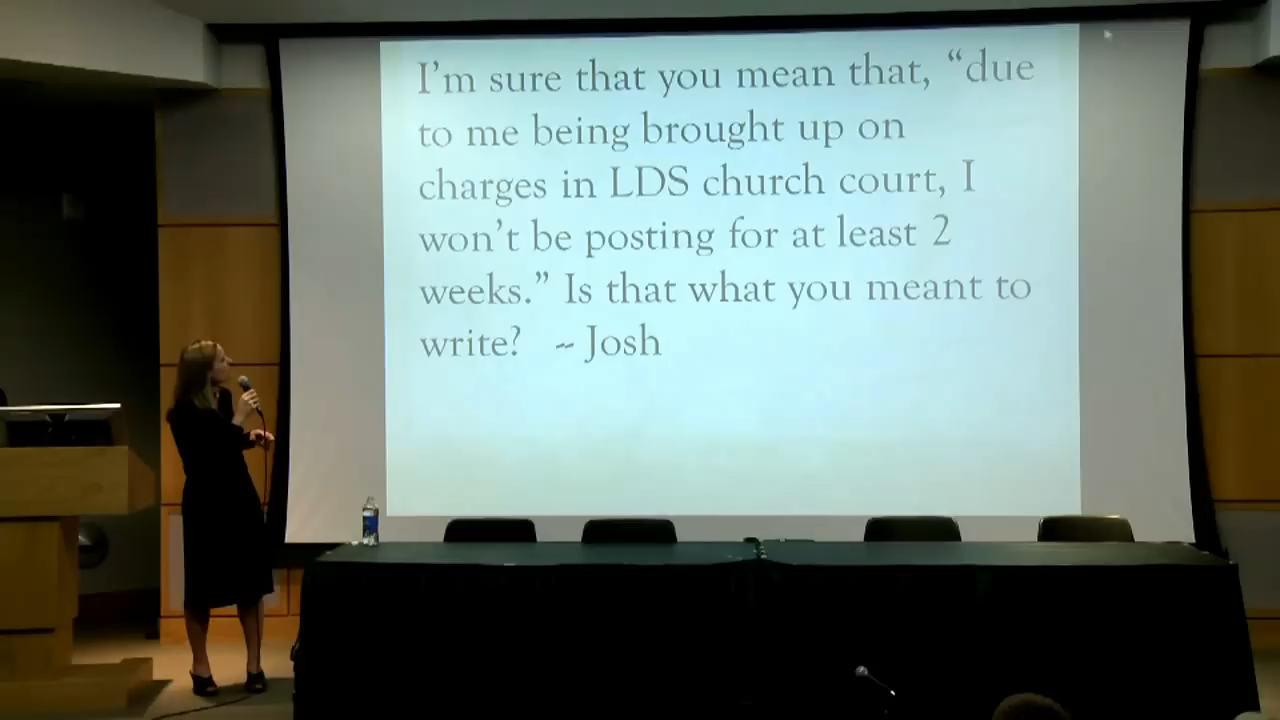 I’m sure that you mean that, “due
to me being brought up on
charges in LDS church court, I
won’t be posting for at least 2
weeks.” Is that what you meant to
write?   ~ Josh